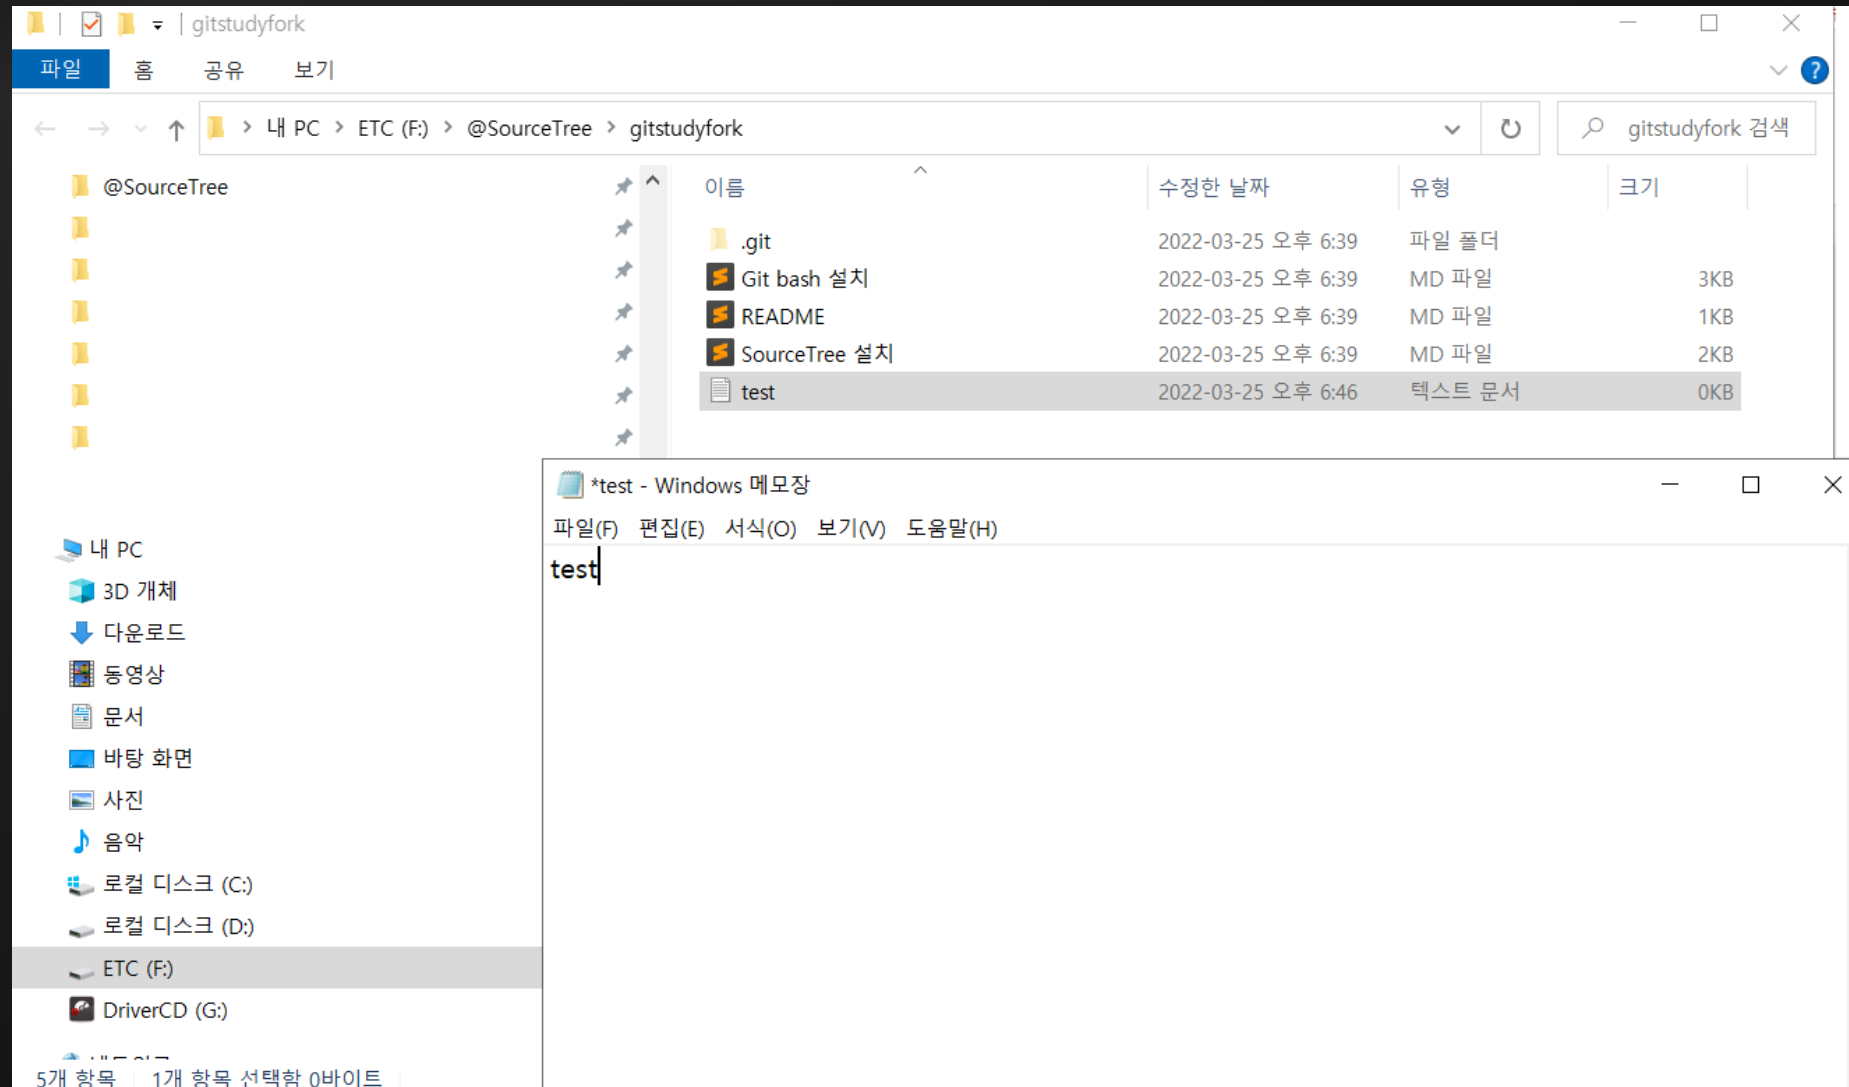 gitstudyfork
파일 홈 공유 보기
내 PC ETC (F:) @SourceTree gitstudyfork
gitstudyfork 검색
@SourceTree
이름 수정한 날짜 유형 크기
.git 2022-03-25 오후 6:39 파일 폴더
Git bash 설치 2022-03-25 오후 6:39 MD 파일 3KB
README 2022-03-25 오후 6:39 MD 파일 1KB
SourceTree 설치 2022-03-25 오후 6:39 MD 파일 2KB
test 2022-03-25 오후 6:46 텍스트 문서 0KB
내 PC
3D 개체
다운로드
동영상
문서
바탕 화면
사진
음악
로컬 디스크 (C:)
로컬 디스크 (D:)
ETC (F:)
DriverCD (G:)
5개 항목 1개 항목 선택함 0바이트
*test - Windows 메모장
파일(F) 편집(E) 서식(O) 보기(V) 도움말(H)
test